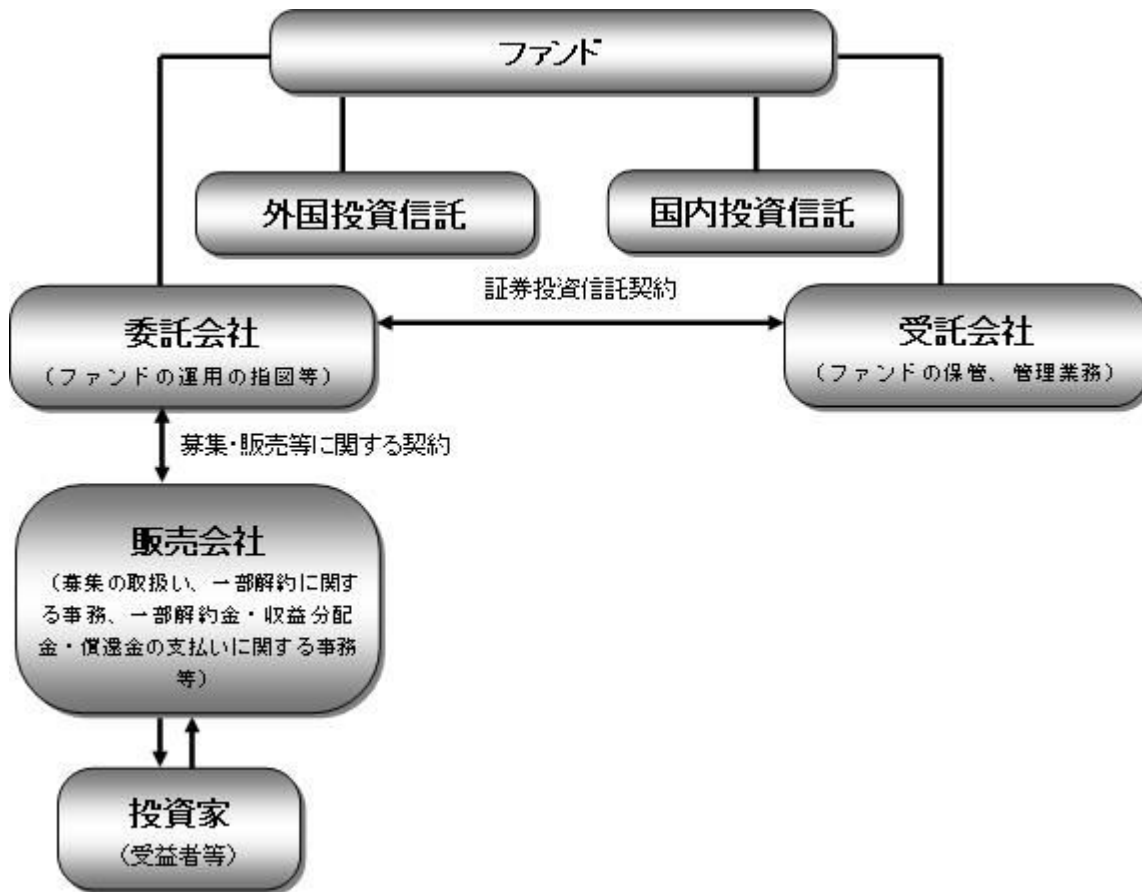 ファンド
外国投資信託
国内投資信託
証券投資信託契約
委託会社
（ファンドの運用の指図等）
受託会社
（ファンドの保管、管理業務）
募集・販売等に関する契約
販売会社
（募集の取扱い、一部解約に関す
る事務、一部解約金・収益分配
金・償還金の支払いに関する事務
等）
投資家
（受益者等）